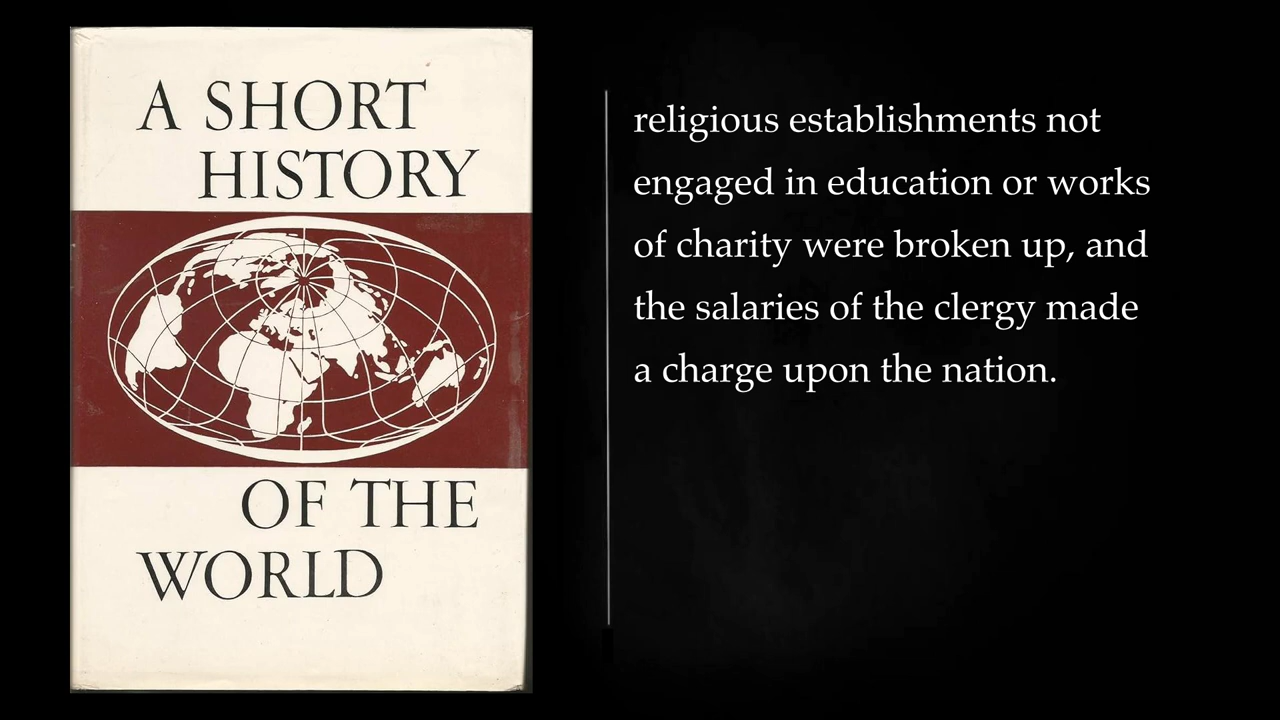 A SHORT
HISTORY
OF THE
WORLD
religious establishments not
engaged in education or works
of charity were broken up, and
the salaries of the clergy made
a charge upon the nation.